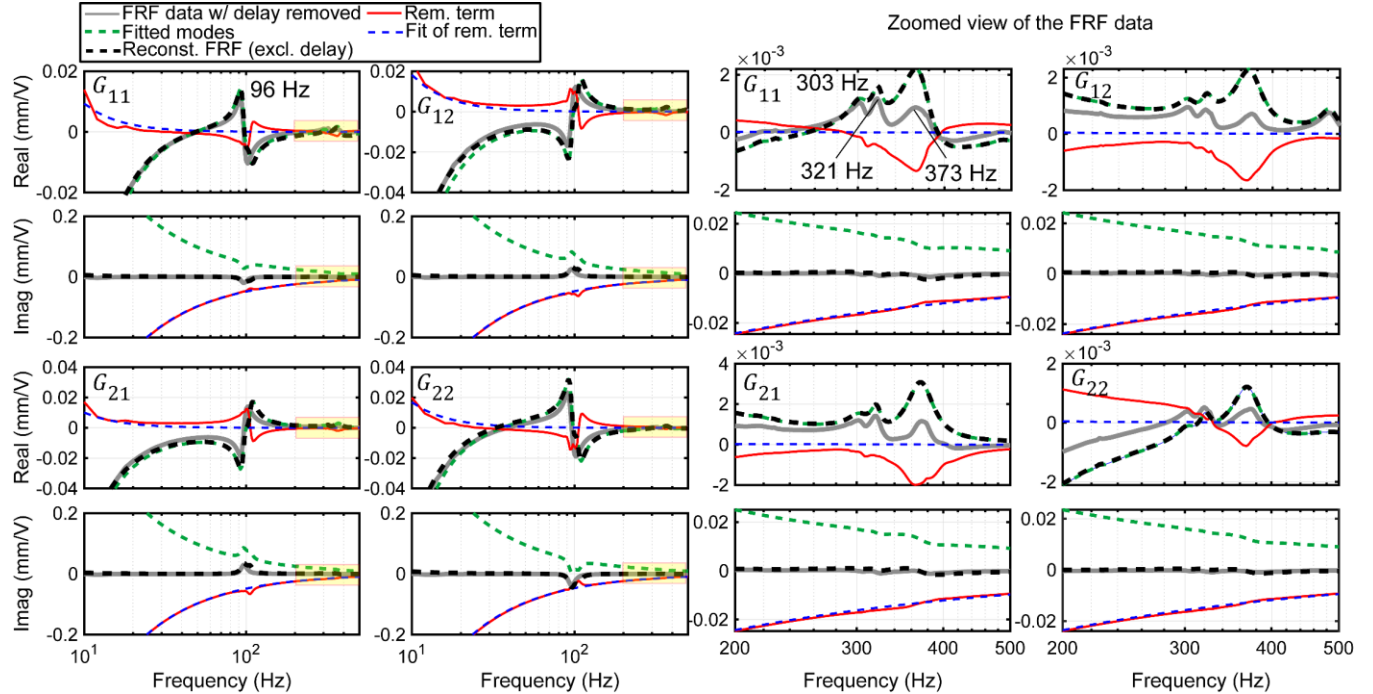 FRF data w/ delay removed
Rem. term
Fitted modes
Fit of rem. term
Reconst. FRF (excl. delay)
Zoomed view of the FRF data
0.02
0
-0.02
Real (mm/V)
G11
96 Hz
0.02
0
-0.02
-0.04
G12
×10-3
2
0
-2
G11
303 Hz
321 Hz
373 Hz
×10-3
2
0
-2
G12
0.2
0
-0.2
Imag (mm/V)
0.2
0
-0.2
0.02
0
-0.02
0.02
0
-0.02
0.04
0.02
0
-0.02
-0.04
Real (mm/V)
G21
0.04
0.02
0
-0.02
-0.04
G22
×10-3
4
2
0
-2
G21
×10-3
2
0
-2
G22
0.2
0
-0.2
Imag (mm/V)
0.2
0
-0.2
0.02
0
-0.02
0.02
0
-0.02
101 102
101 102
200 300 400 500
200 300 400 500
Frequency (Hz)
Frequency (Hz)
Frequency (Hz)
Frequency (Hz)